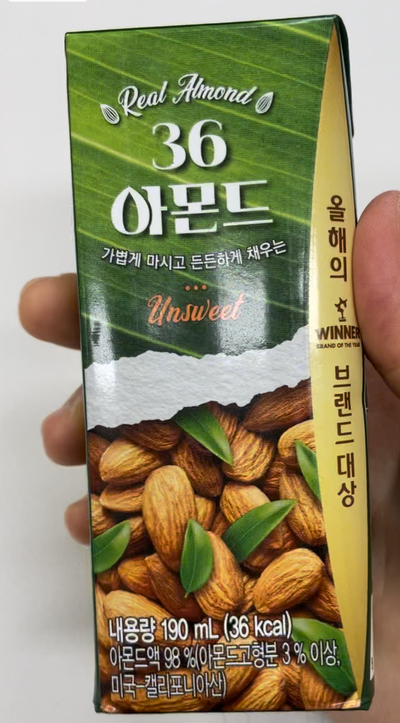 Real Almond
36
아몬드
가볍게 마시고 든든하게 채우는
Unsweet
내용량 190 mL (36 kcal)
아몬드액 98 %(아몬드고형분 3 % 이상,
미국-캘리포니아산)
올해의
WINNER
BRAND OF THE YEAR
브랜드대상